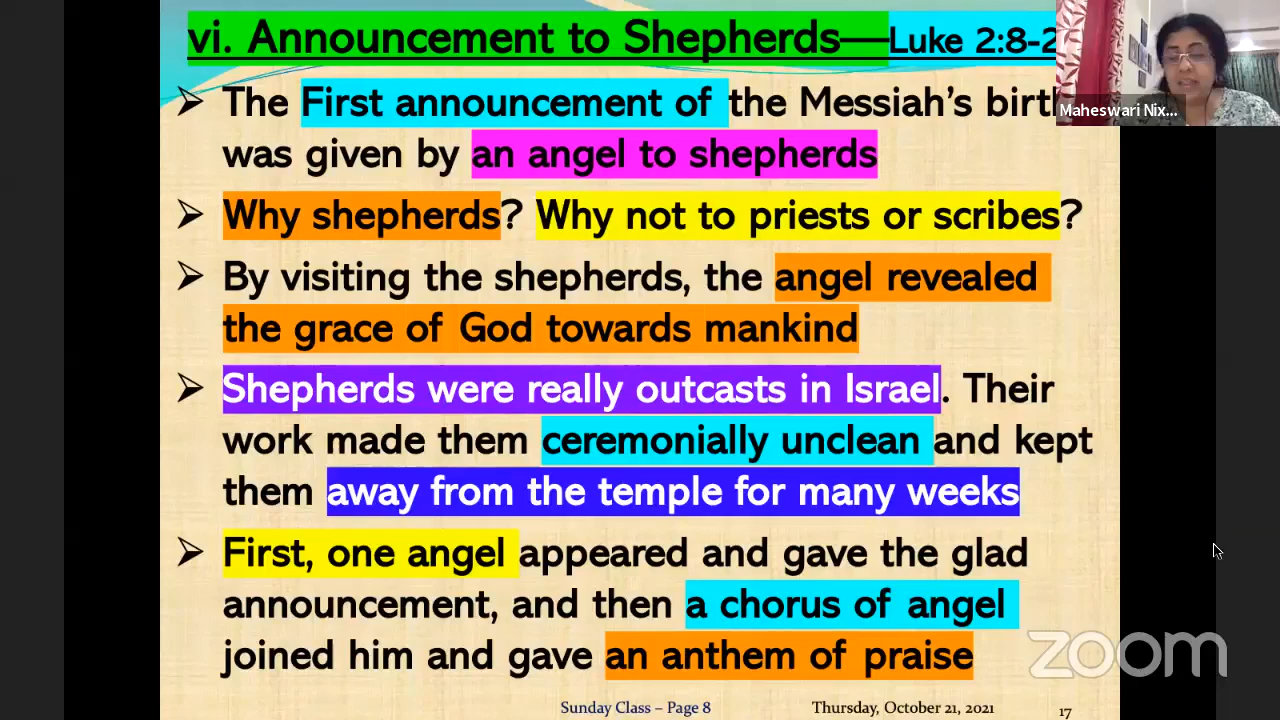 vi. Announcement to Shepherds—Luke 2:8-2
Maheswari Nix...
➢ The First announcement of the Messiah's birth
was given by an angel to shepherds
➢ Why shepherds? Why not to priests or scribes?
➢ By visiting the shepherds, the angel revealed
the grace of God towards mankind
➢ Shepherds were really outcasts in Israel. Their
work made them ceremonially unclean and kept
them away from the temple for many weeks
➢ First, one angel appeared and gave the glad
announcement, and then a chorus of angel
joined him and gave an anthem of praise
zoom
Sunday Class – Page 8 Thursday, October 21, 2021 17